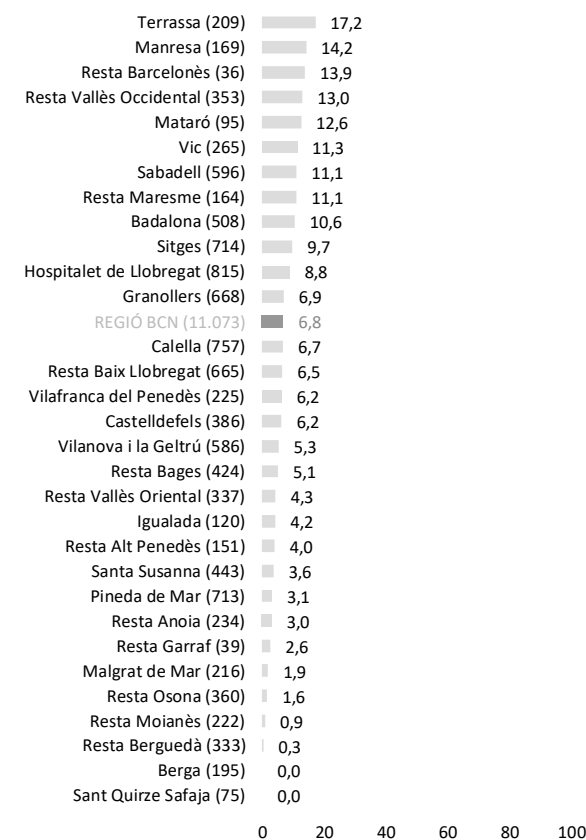 Terrassa (209) 17,2
Manresa (169) 14,2
Resta Barcelonès (36) 13,9
Resta Vallès Occidental (353) 13,0
Mataró (95) 12,6
Vic (265) 11,3
Sabadell (596) 11,1
Resta Maresme (164) 11,1
Badalona (508) 10,6
Sitges (714) 9,7
Hospitalet de Llobregat (815) 8,8
Granollers (668) 6,9
REGIÓ BCN (11.073) 6,8
Calella (757) 6,7
Resta Baix Llobregat (665) 6,5
Vilafranca del Penedès (225) 6,2
Castelldefels (386) 6,2
Vilanova i la Geltrú (586) 5,3
Resta Bages (424) 5,1
Resta Vallès Oriental (337) 4,3
Igualada (120) 4,2
Resta Alt Penedès (151) 4,0
Santa Susanna (443) 3,6
Pineda de Mar (713) 3,1
Resta Anoia (234) 3,0
Resta Garraf (39) 2,6
Malgrat de Mar (216) 1,9
Resta Osona (360) 1,6
Resta Moianès (222) 0,9
Resta Berguedà (333) 0,3
Berga (195) 0,0
Sant Quirze Safaja (75) 0,0
0 20 40 60 80 100